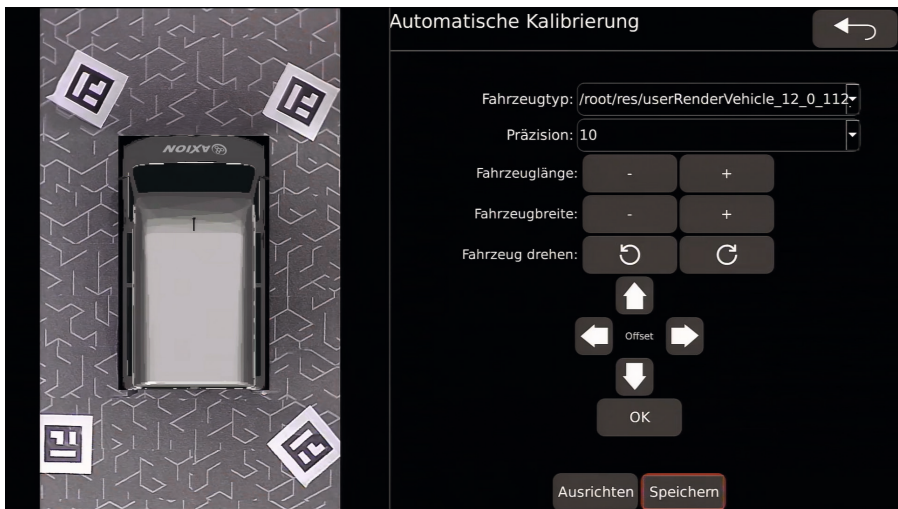 Automatische Kalibrierung
Fahrzeugtyp: /root/res/userRenderVehicle_12_0_112
Präzision: 10
Fahrzeuglänge: - +
Fahrzeugbreite: - +
Fahrzeug drehen:
Offset
OK
Ausrichten Speichern
AXION